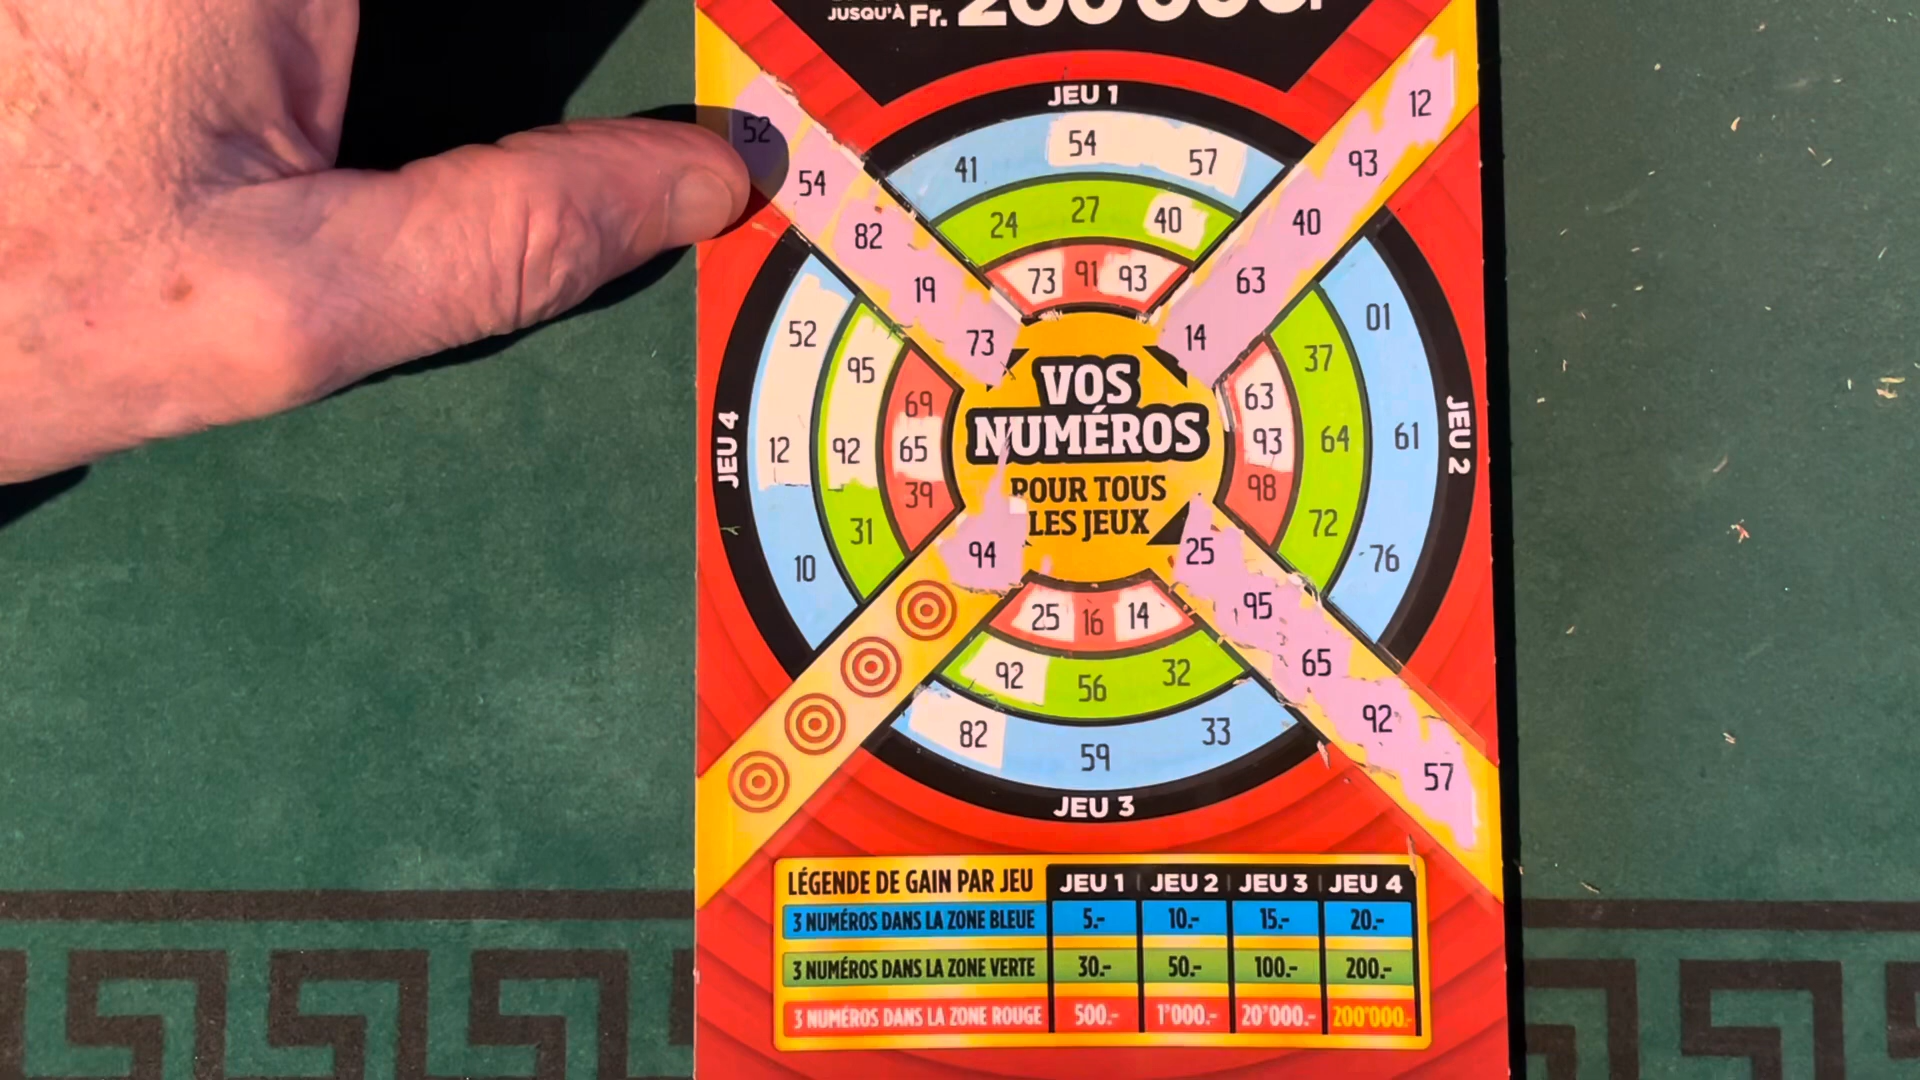 JUSQU'À Fr. 200'000.-
JEU 1
41 54 57
24 27 40
73 91 93
52 54 82 19 73
12 93 40 63 14
JEU 4
52 12 10
95 92 31
69 65 39
VOS
NUMÉROS
POUR TOUS
LES JEUX
63 93 98
37 64 72
01 61 76
JEU 2
94
25 95 65 92 57
25 16 14
92 56 32
82 59 33
JEU 3
LÉGENDE DE GAIN PAR JEU JEU 1 JEU 2 JEU 3 JEU 4
3 NUMÉROS DANS LA ZONE BLEUE 5.- 10.- 15.- 20.-
3 NUMÉROS DANS LA ZONE VERTE 30.- 50.- 100.- 200.-
3 NUMÉROS DANS LA ZONE ROUGE 500.- 1'000.- 20'000.- 200'000.-